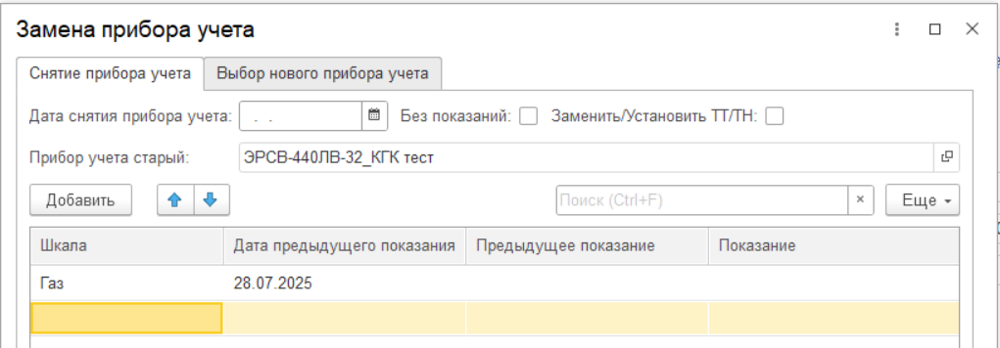 Замена прибора учета
Снятие прибора учета Выбор нового прибора учета
Дата снятия прибора учета: . . Без показаний: Заменить/Установить ТТ/ТН:
Прибор учета старый: ЭРСВ-440ЛВ-32_КГК тест
Добавить Поиск (Ctrl+F) × Еще
Шкала Дата предыдущего показания Предыдущее показание Показание
Газ 28.07.2025